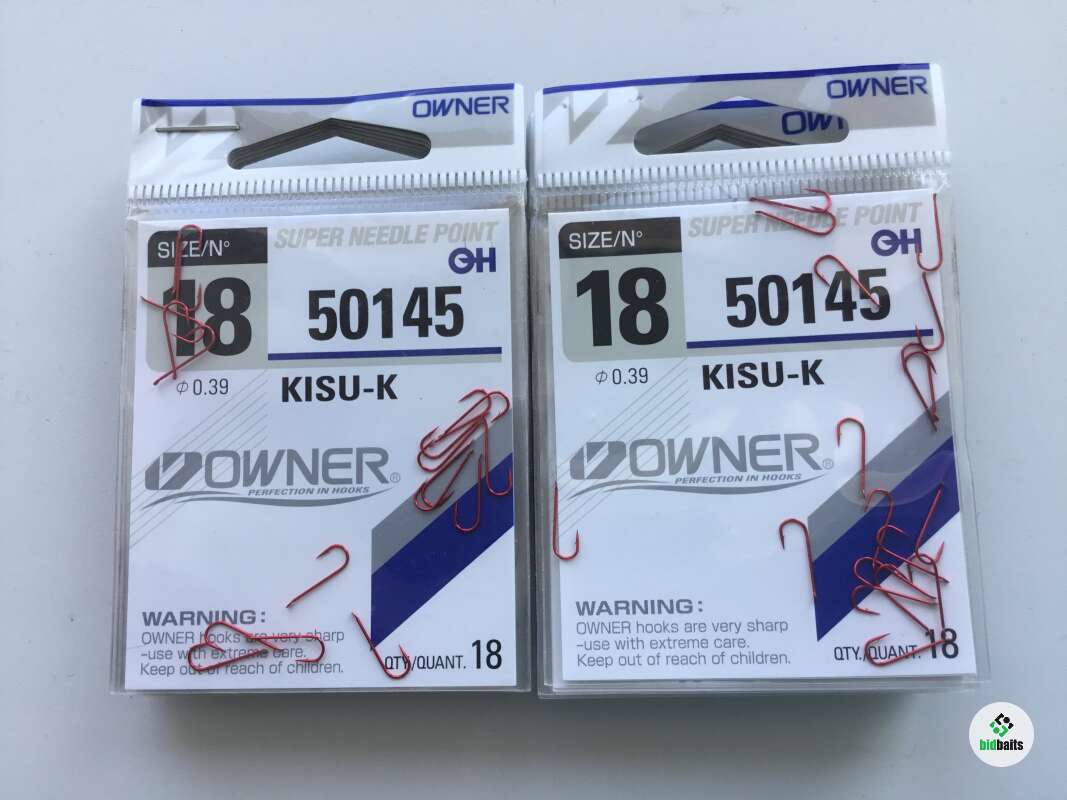 OWNER
SUPER NEEDLE POINT
SIZE/N°
18
50145
Φ 0.39
KISU-K
OWNER®
PERFECTION IN HOOKS
WARNING:
OWNER hooks are very sharp
-use with extreme care.
Keep out of reach of children.
QTY./QUANT. 18
OWNER
OW
SUPER NEEDLE POINT
SIZE/N°
18
50145
Φ 0.39
KISU-K
OWNER®
PERFECTION IN HOOKS
WARNING:
OWNER hooks are very sharp
-use with extreme care.
Keep out of reach of children.
QTY./QUANT. 18
bidbaits